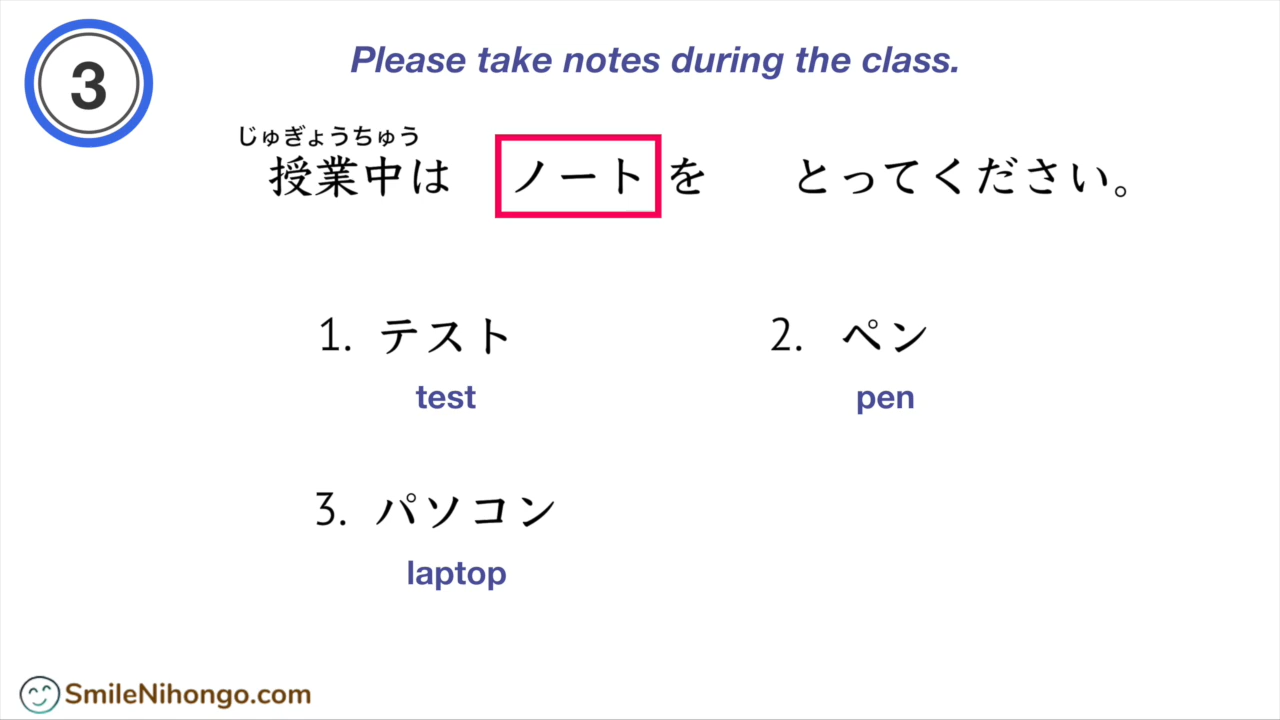 3
Please take notes during the class.
じゅぎょうちゅう
授業中は ノート を とってください。
1. テスト
test
2. ペン
pen
3. パソコン
laptop
SmileNihongo.com